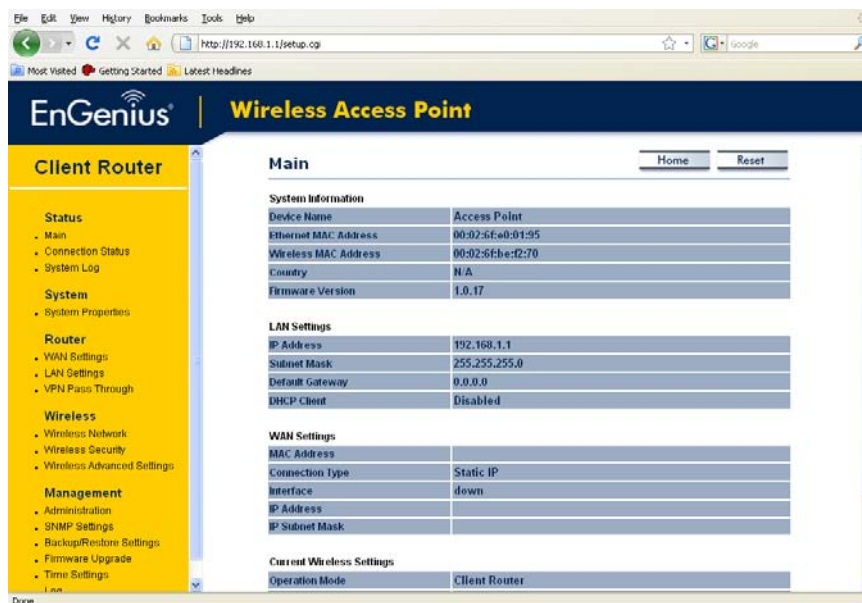 File Edit View History Bookmarks Tools Help
http://192.168.1.1/setup.cgi
Google
Most Visited Getting Started Latest Headlines
EnGenius® Wireless Access Point
Client Router
Status
Main
Connection Status
System Log
System
System Properties
Router
WAN Settings
LAN Settings
VPN Pass Through
Wireless
Wireless Network
Wireless Security
Wireless Advanced Settings
Management
Administration
SNMP Settings
Backup/Restore Settings
Firmware Upgrade
Time Settings
Log
Main
Home Reset
System Information
Device Name Access Point
Ethernet MAC Address 00:02:6f:e0:01:95
Wireless MAC Address 00:02:6f:be:f2:70
Country N/A
Firmware Version 1.0.17
LAN Settings
IP Address 192.168.1.1
Subnet Mask 255.255.255.0
Default Gateway 0.0.0.0
DHCP Client Disabled
WAN Settings
MAC Address
Connection Type Static IP
Interface down
IP Address
IP Subnet Mask
Current Wireless Settings
Operation Mode Client Router
Done